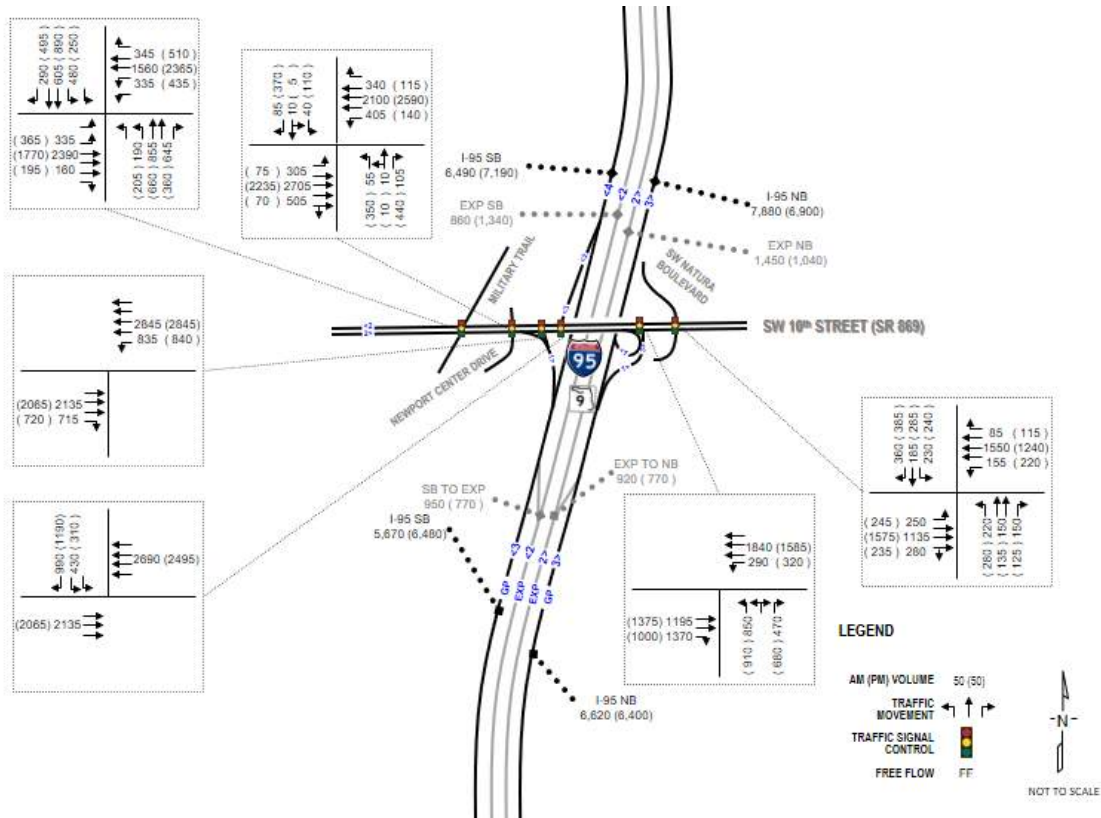 290 ( 495 )
605 ( 890 )
480 ( 250 )
345 ( 510 )
1560 (2365)
335 ( 435 )
( 365 ) 335
(1770) 2390
( 195 ) 160
( 205 ) 190
( 660 ) 855
( 360 ) 645
85 ( 370 )
10 ( 5 )
40 ( 110 )
340 ( 115 )
2100 (2590)
405 ( 140 )
( 75 ) 305
(2235) 2705
( 70 ) 505
( 350 ) 55
( 10 ) 10
( 440 ) 105
I-95 SB
6,490 (7,190)
EXP SB
860 (1,340)
<4
<2
2>
3>
I-95 NB
7,880 (6,900)
EXP NB
1,450 (1,040)
MILITARY TRAIL
SW NATURA
BOULEVARD
SW 10th STREET (SR 869)
NEWPORT CENTER DRIVE
95
9
2845 (2845)
835 ( 840 )
(2065) 2135
( 720 ) 715
990 (1190)
430 ( 310 )
2690 (2495)
(2065) 2135
EXP TO NB
920 ( 770 )
SB TO EXP
950 ( 770 )
I-95 SB
5,670 (6,480)
<3
<2
2>
3>
GP
EXP
EXP
GP
I-95 NB
6,620 (6,400)
1840 (1585)
290 ( 320 )
(1375) 1195
(1000) 1370
( 910 ) 850
( 680 ) 470
360 ( 385 )
185 ( 285 )
230 ( 240 )
85 ( 115 )
1550 (1240)
155 ( 220 )
( 245 ) 250
(1575) 1135
( 235 ) 280
( 280 ) 220
( 135 ) 150
( 125 ) 150
LEGEND
AM (PM) VOLUME 50 (50)
TRAFFIC
MOVEMENT
TRAFFIC SIGNAL
CONTROL
FREE FLOW FF
-N-
NOT TO SCALE